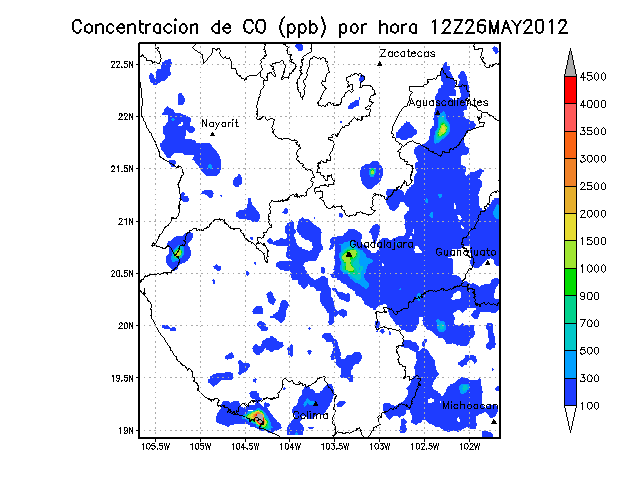 Concentracion de CO (ppb) por hora 12Z26MAY2012
Zacatecas
22.5N
Aguascalientes
22N
Nayarit
21.5N
21N
Guadalajara
Guanajuato
20.5N
20N
19.5N
Colima
Michoacan
19N
105.5W 105W 104.5W 104W 103.5W 103W 102.5W 102W
4500
4000
3500
3000
2500
2000
1500
1000
900
700
500
300
100